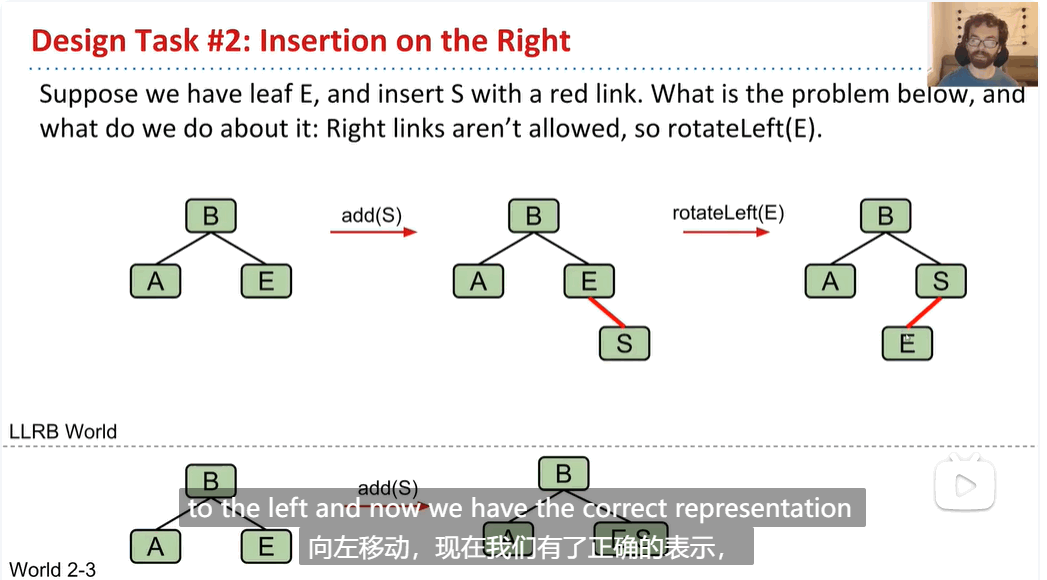 Design Task #2: Insertion on the Right
Suppose we have leaf E, and insert S with a red link. What is the problem below, and
what do we do about it: Right links aren't allowed, so rotateLeft(E).
B
add(S)
B
rotateLeft(E)
B
A
E
A
E
A
S
S
E
LLRB World
B
add(S)
B
to the left and now we have the correct representation
A
E
A
E S
向左移动，现在我们有了正确的表示，
World 2-3